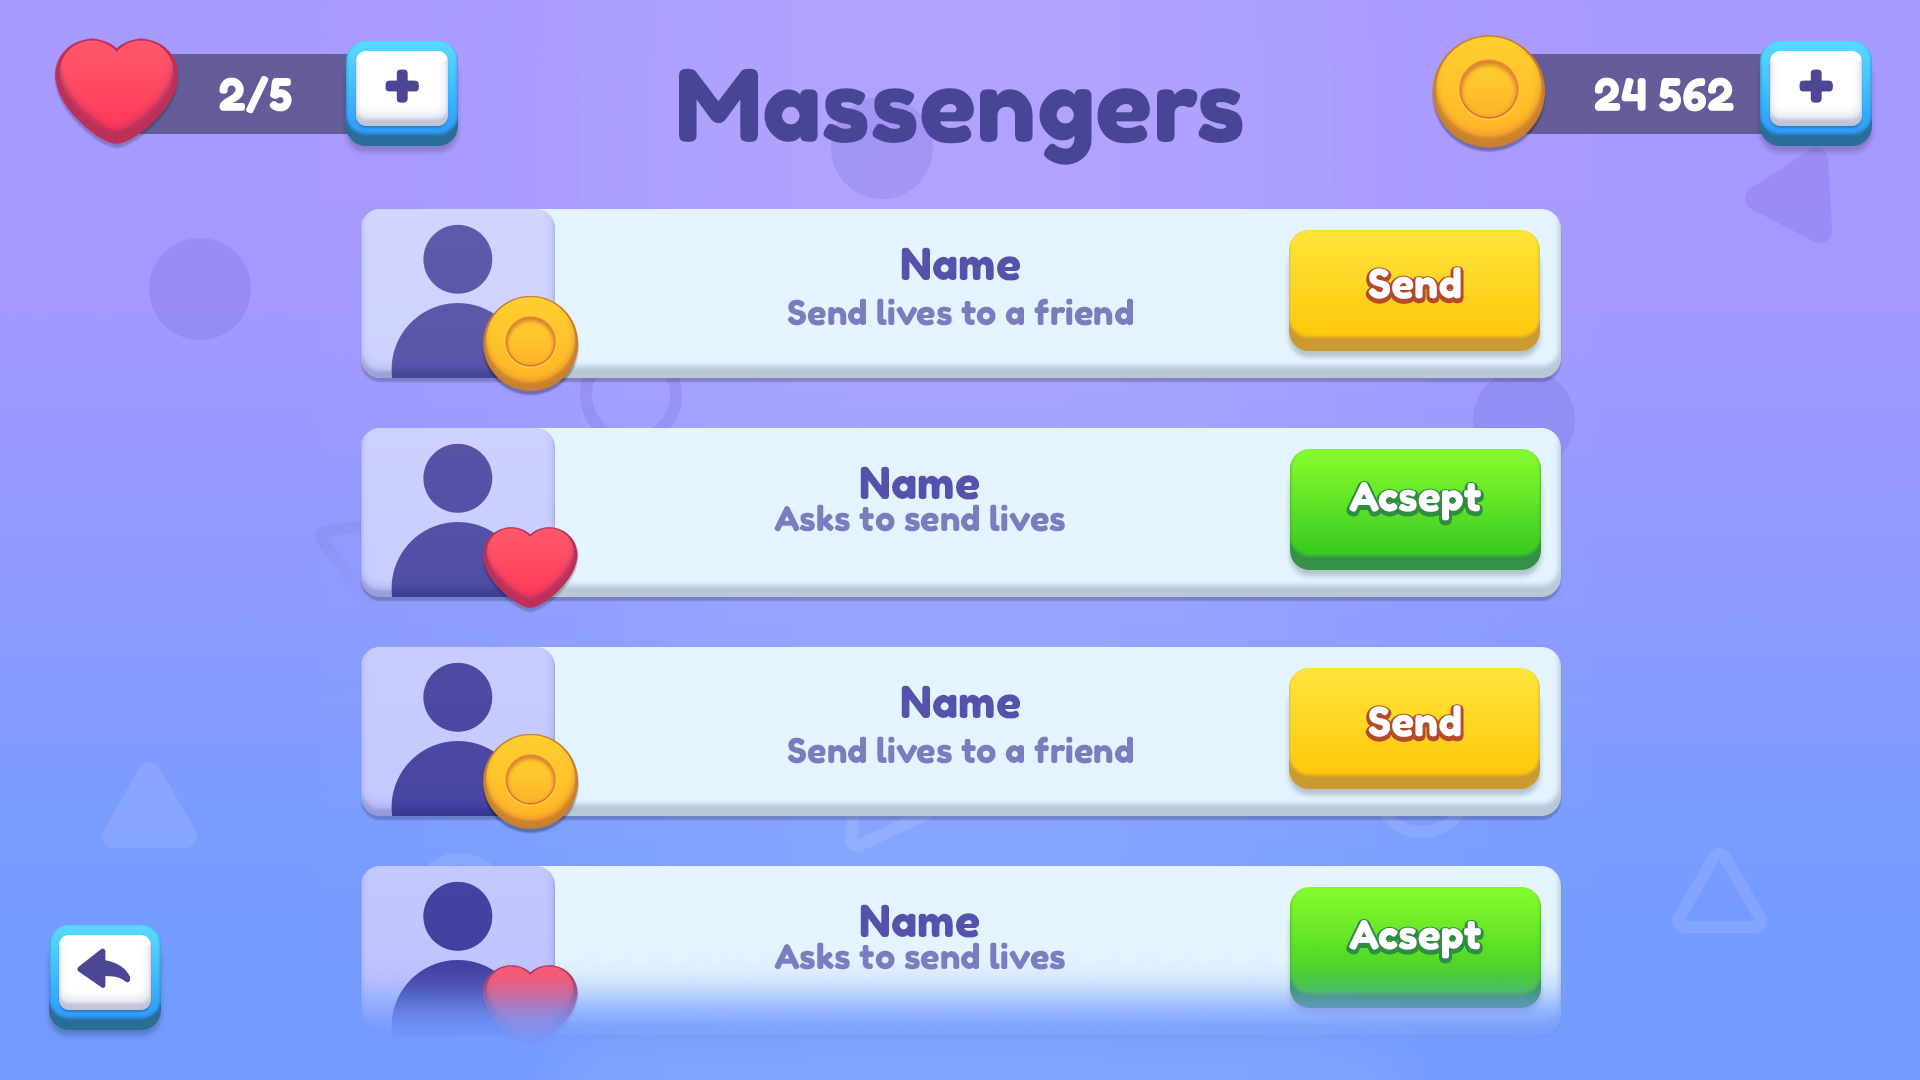 2/5
Massengers
24 562
Name
Send lives to a friend
Send
Name
Asks to send lives
Acsept
Name
Send lives to a friend
Send
Name
Asks to send lives
Acsept